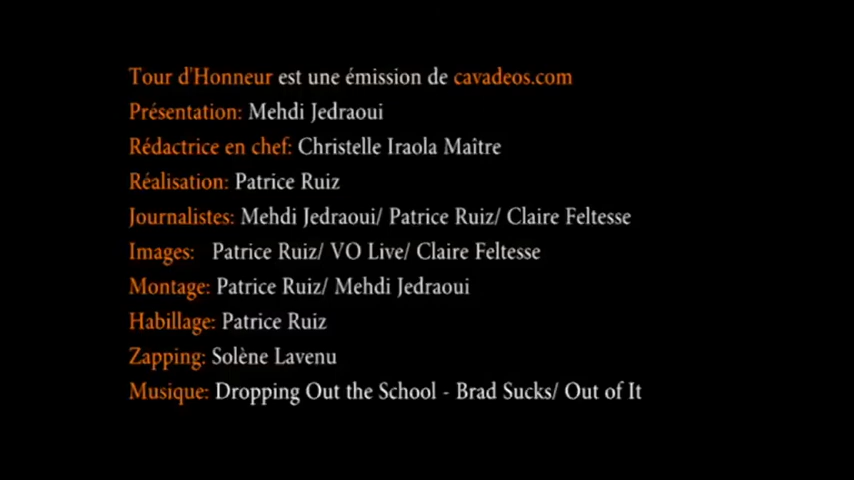 Tour d'Honneur est une émission de cavadeos.com
Présentation: Mehdi Jedraoui
Rédactrice en chef: Christelle Iraola Maître
Réalisation: Patrice Ruiz
Journalistes: Mehdi Jedraoui/ Patrice Ruiz/ Claire Feltesse
Images: Patrice Ruiz/ VO Live/ Claire Feltesse
Montage: Patrice Ruiz/ Mehdi Jedraoui
Habillage: Patrice Ruiz
Zapping: Solène Lavenu
Musique: Dropping Out the School - Brad Sucks/ Out of It